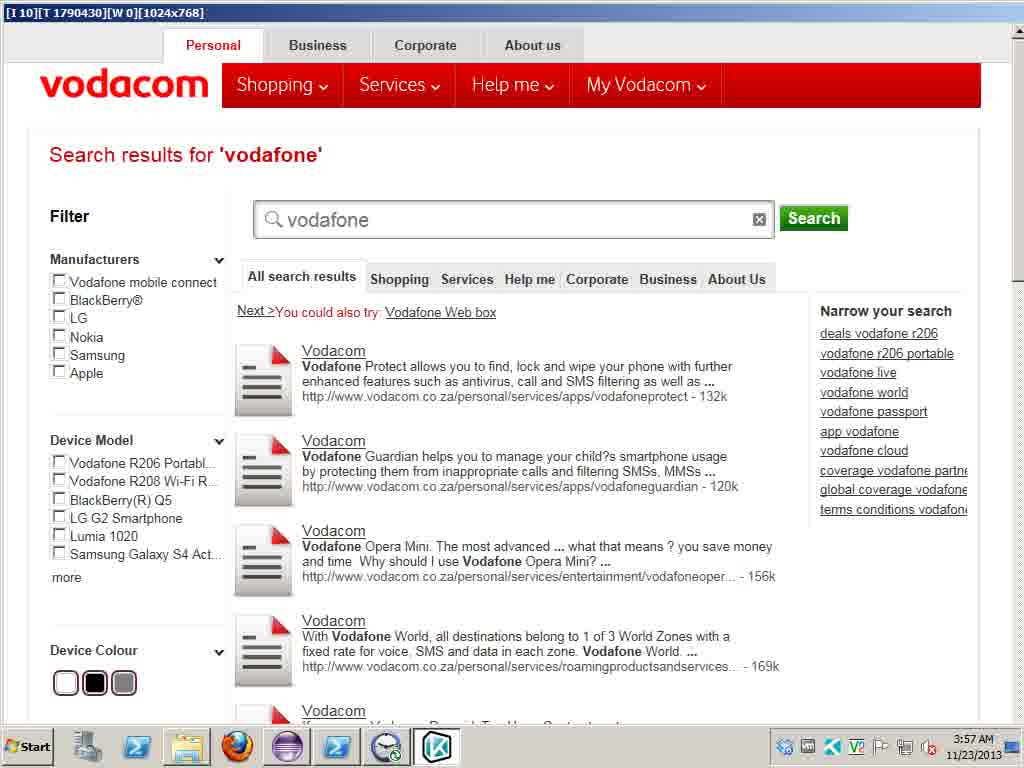 [I 10][T 1790430][W 0][1024x768]
Personal Business Corporate About us
vodacom Shopping Services Help me My Vodacom
Search results for 'vodafone'
Filter
vodafone Search
Manufacturers
Vodafone mobile connect
BlackBerry®
LG
Nokia
Samsung
Apple
Device Model
Vodafone R206 Portabl...
Vodafone R208 Wi-Fi R...
BlackBerry(R) Q5
LG G2 Smartphone
Lumia 1020
Samsung Galaxy S4 Act...
more
Device Colour
All search results Shopping Services Help me Corporate Business About Us
Next >You could also try: Vodafone Web box
Vodacom
Vodafone Protect allows you to find, lock and wipe your phone with further
enhanced features such as antivirus, call and SMS filtering as well as ...
http://www.vodacom.co.za/personal/services/apps/vodafoneprotect - 132k
Vodacom
Vodafone Guardian helps you to manage your child?s smartphone usage
by protecting them from inappropriate calls and filtering SMSs, MMSs ...
http://www.vodacom.co.za/personal/services/apps/vodafoneguardian - 120k
Vodacom
Vodafone Opera Mini. The most advanced ... what that means ? you save money
and time Why should I use Vodafone Opera Mini? ...
http://www.vodacom.co.za/personal/services/entertainment/vodafoneoper... - 156k
Vodacom
With Vodafone World, all destinations belong to 1 of 3 World Zones with a
fixed rate for voice, SMS and data in each zone. Vodafone World. ...
http://www.vodacom.co.za/personal/services/roamingproductsandservices... - 169k
Vodacom
Narrow your search
deals vodafone r206
vodafone r206 portable
vodafone live
vodafone world
vodafone passport
app vodafone
vodafone cloud
coverage vodafone partne
global coverage vodafone
terms conditions vodafone
Start
3:57 AM
11/23/2013